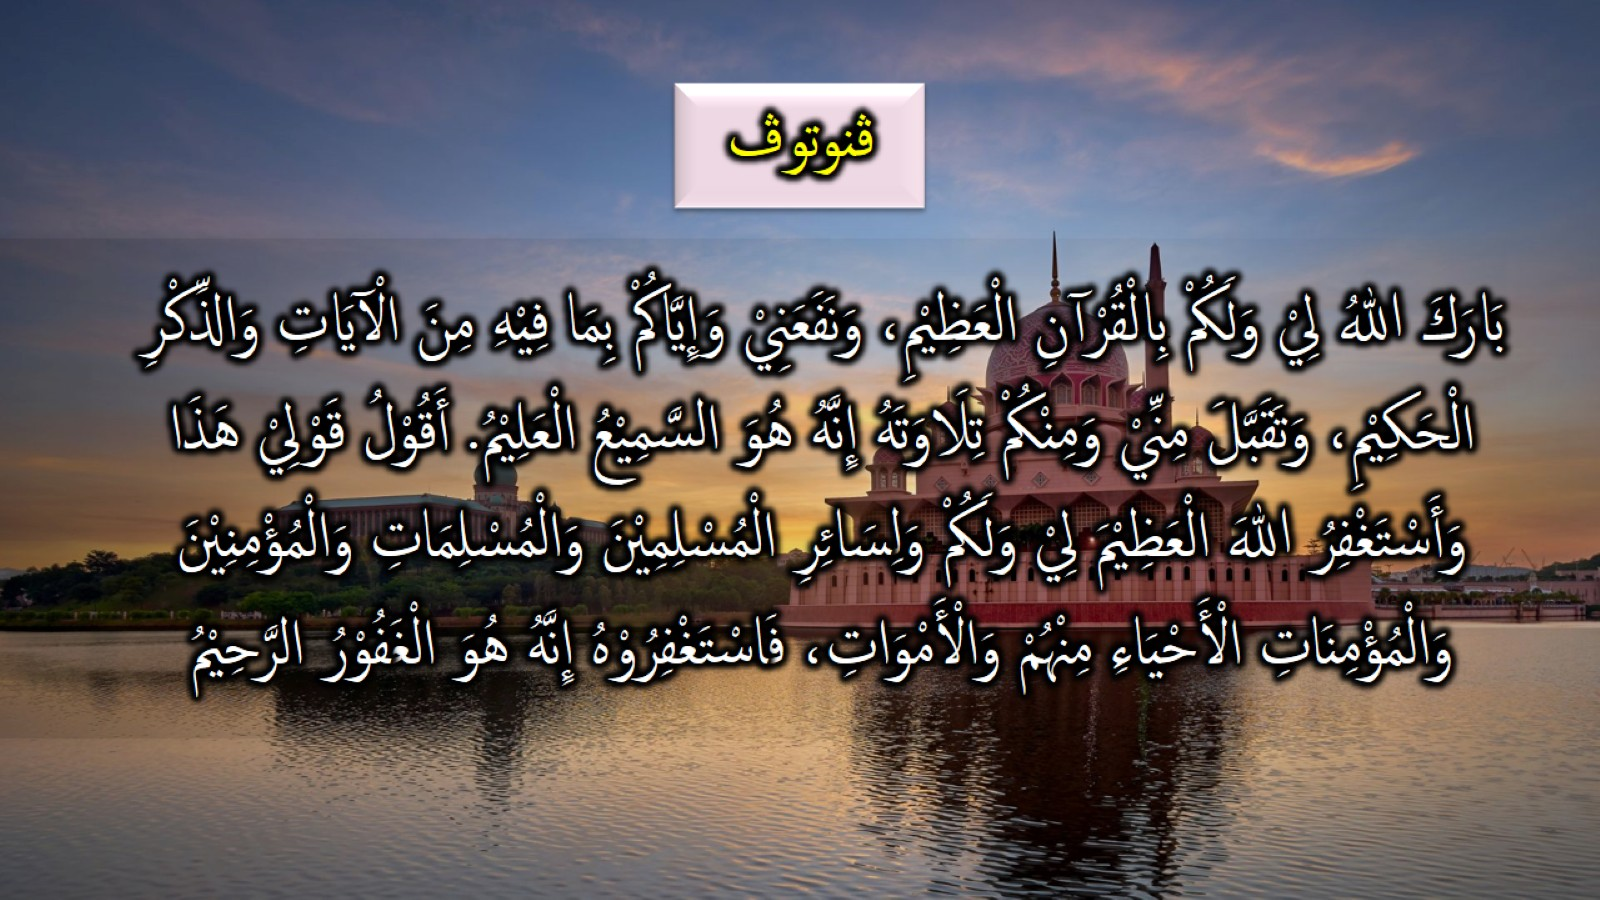 ڤنوتوڤ
بَارَكَ اللهُ لِيْ وَلَكُمْ بِالْقُرْآنِ الْعَظِيْمِ، وَنَفَعَنِيْ وَإِيَّاكُمْ بِمَا فِيْهِ مِنَ الْآيَاتِ وَالذِّكْرِ
الْحَكِيْمِ، وَتَقَبَّلَ مِنِّيْ وَمِنْكُمْ تِلَاوَتَهُ إِنَّهُ هُوَ السَّمِيْعُ الْعَلِيْمُ. أَقُوْلُ قَوْلِيْ هَذَا
وَأَسْتَغْفِرُ اللهَ الْعَظِيْمَ لِيْ وَلَكُمْ وَلِسَائِرِ الْمُسْلِمِيْنَ وَالْمُسْلِمَاتِ وَالْمُؤْمِنِيْنَ
وَالْمُؤْمِنَاتِ الْأَحْيَاءِ مِنْهُمْ وَالْأَمْوَاتِ، فَاسْتَغْفِرُوْهُ إِنَّهُ هُوَ الْغَفُوْرُ الرَّحِيْمُ